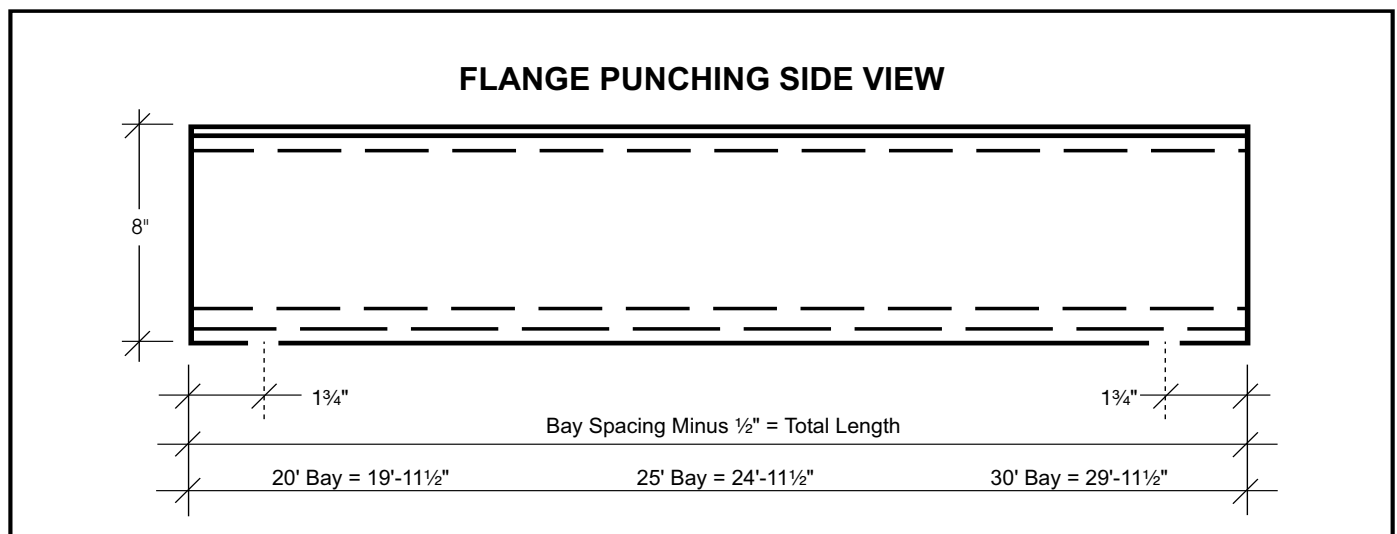 FLANGE PUNCHING SIDE VIEW
8"
1¾"
1¾"
Bay Spacing Minus ½" = Total Length
20' Bay = 19'-11½"
25' Bay = 24'-11½"
30' Bay = 29'-11½"